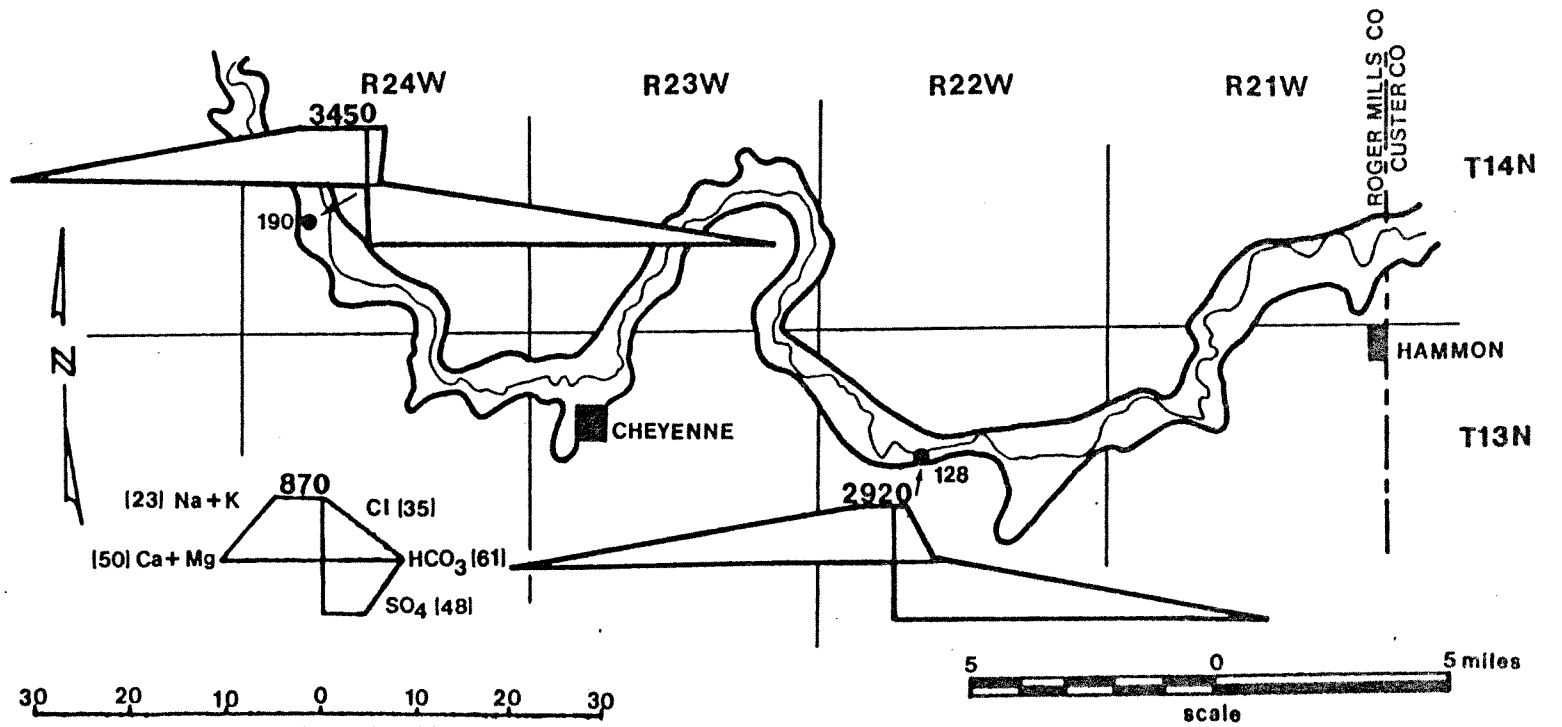 R24W R23W R22W R21W
ROGER MILLS CO
CUSTER CO
3450
T14N
190
N
HAMMON
CHEYENNE
T13N
128
870
2920
(23) Na+K Cl (35)
(50) Ca+Mg HCO3 (61)
SO4 (48)
5 0 5 miles
scale
30 20 10 0 20 30